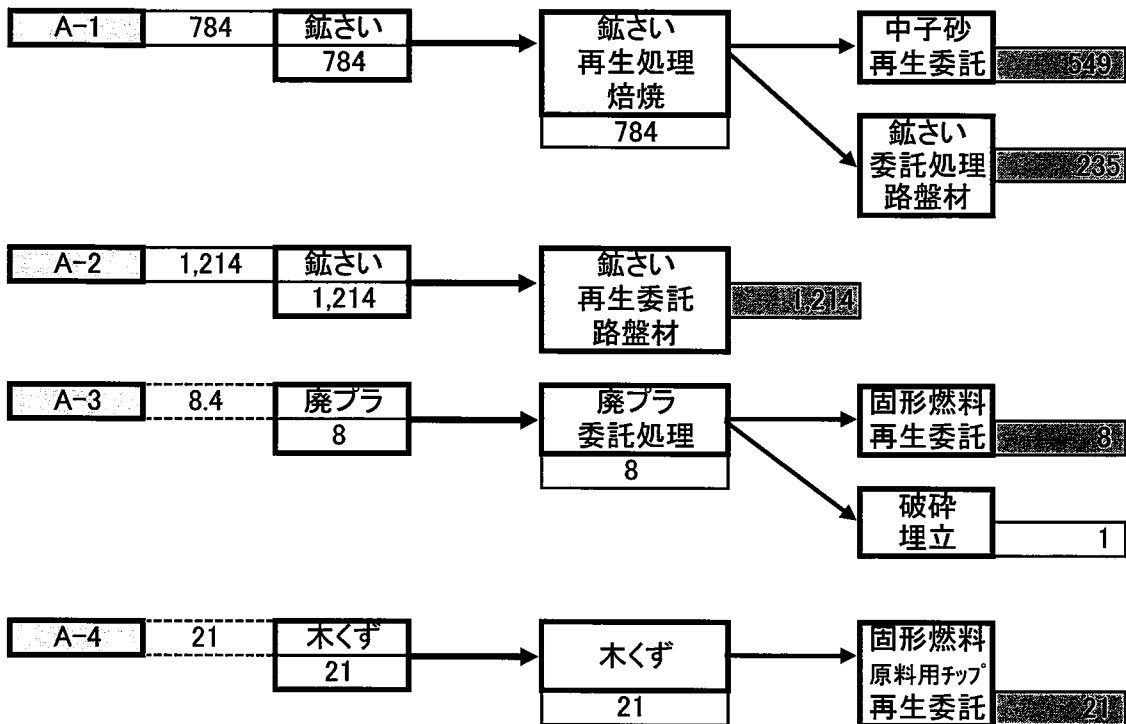 A-1 784 鉱さい
784
鉱さい
再生処理
焙焼
784
中子砂
再生委託 549
鉱さい
委託処理 235
路盤材
A-2 1,214 鉱さい
1,214
鉱さい
再生委託 1,214
路盤材
A-3 8.4 廃プラ
8
廃プラ
委託処理
8
固形燃料
再生委託 8
破砕
埋立 1
A-4 21 木くず
21
木くず
21
固形燃料
原料用チップ
再生委託 21